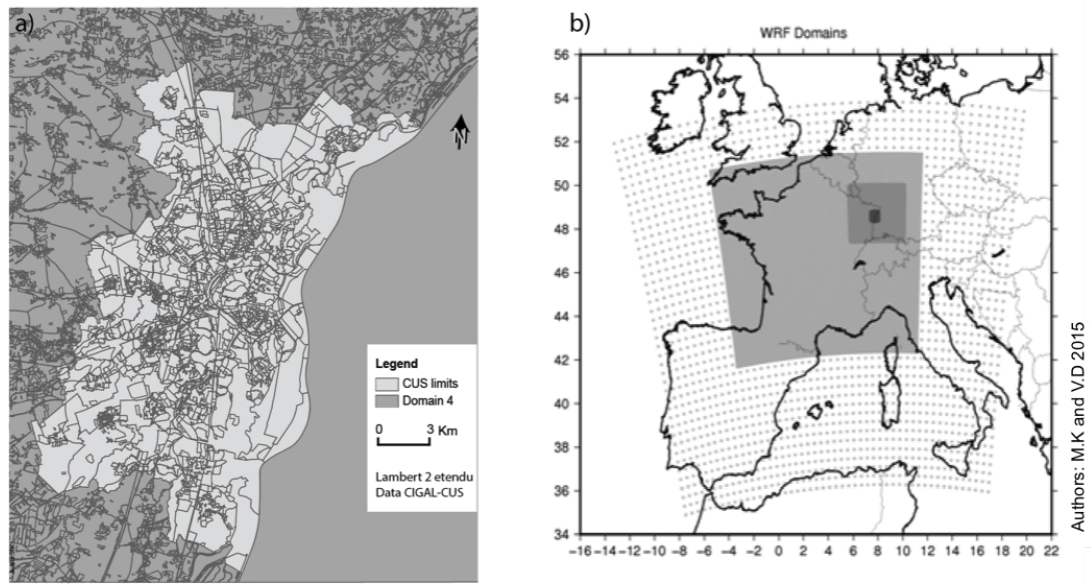 a)
N
Legend
CUS limits
Domain 4
0 3 Km
Lambert 2 etendu
Data CIGAL-CUS
b)
WRF Domains
56
54
52
50
48
46
44
42
40
38
36
34
-16 -14 -12 -10 -8 -6 -4 -2 0 2 4 6 8 10 12 14 16 18 20 22
Authors: M.K and V.D 2015